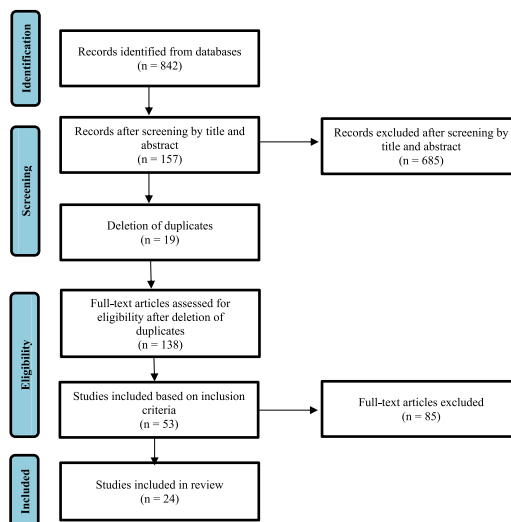 Identification
Records identified from databases
(n = 842)
Screening
Records after screening by title and
abstract
(n = 157)
Records excluded after screening by
title and abstract
(n = 685)
Deletion of duplicates
(n = 19)
Eligibility
Full-text articles assessed for
eligibility after deletion of
duplicates
(n = 138)
Studies included based on inclusion
criteria
(n = 53)
Full-text articles excluded
(n = 85)
Included
Studies included in review
(n = 24)